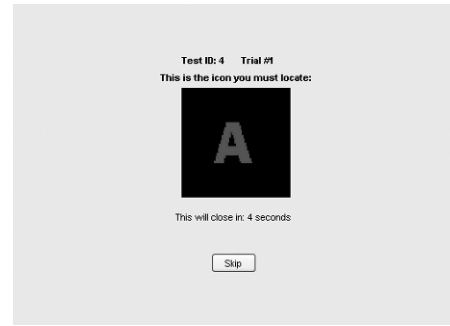 Test ID: 4 Trial #1
This is the icon you must locate:
A
This will close in: 4 seconds
Skip